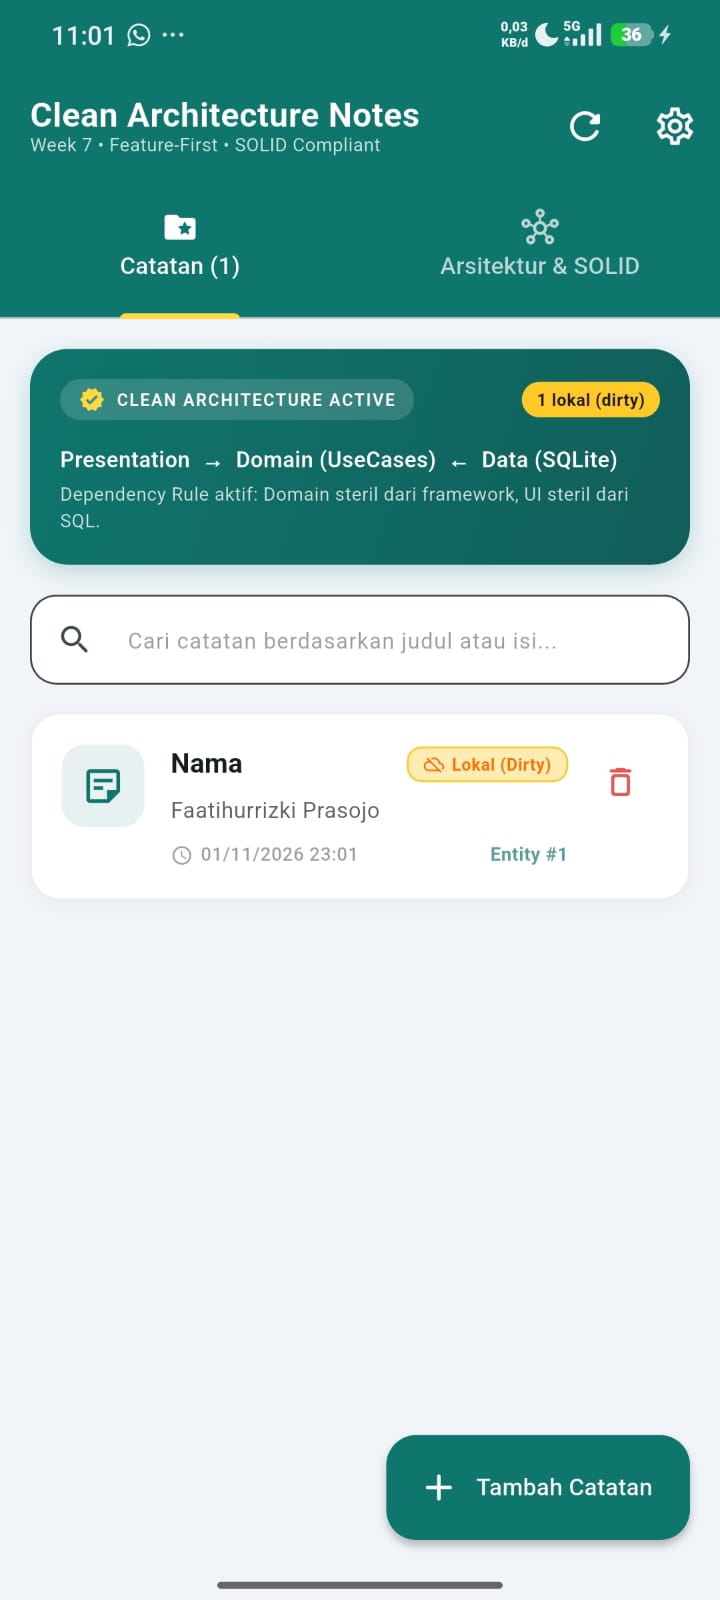 11:01
0,03
KB/d
5G
36
Clean Architecture Notes
Week 7 • Feature-First • SOLID Compliant
Catatan (1)
Arsitektur & SOLID
CLEAN ARCHITECTURE ACTIVE
1 lokal (dirty)
Presentation → Domain (UseCases) ← Data (SQLite)
Dependency Rule aktif: Domain steril dari framework, UI steril dari
SQL.
Cari catatan berdasarkan judul atau isi...
Nama
Lokal (Dirty)
Faatihurrizki Prasojo
01/11/2026 23:01
Entity #1
Tambah Catatan